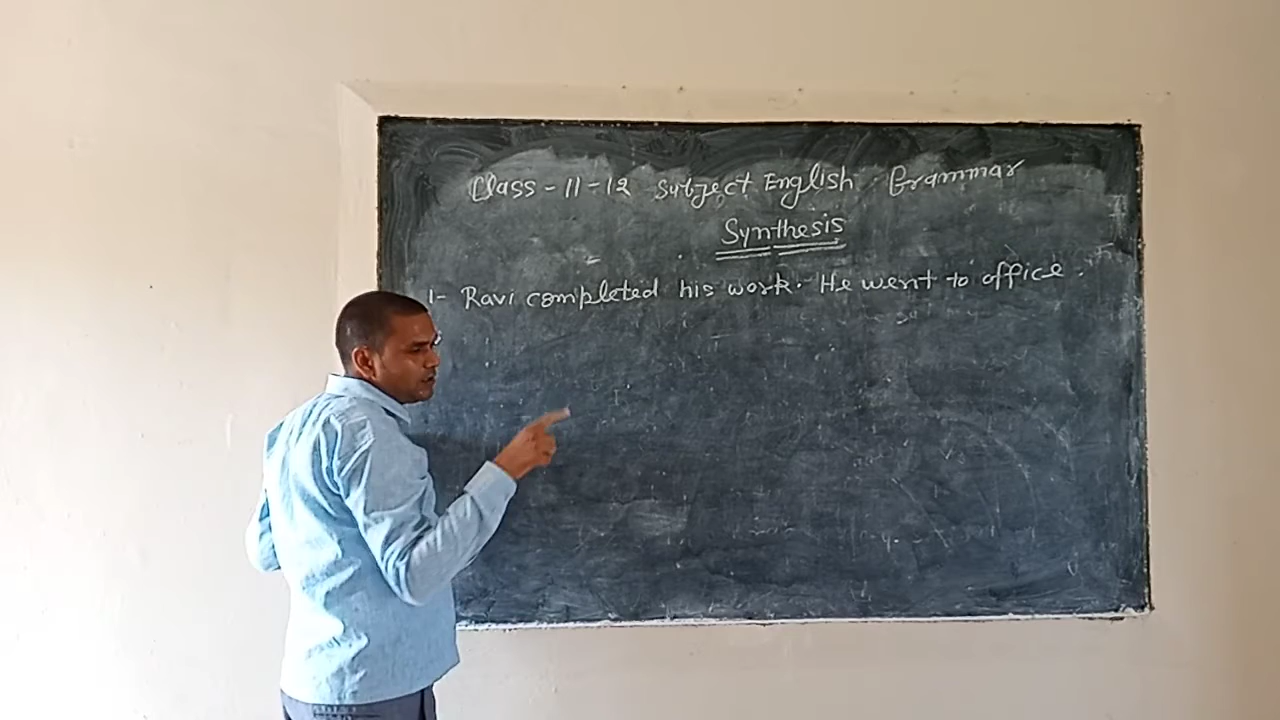 Class - 11 - 12 Subject English Grammar
Synthesis
1- Ravi completed his work. He went to office.